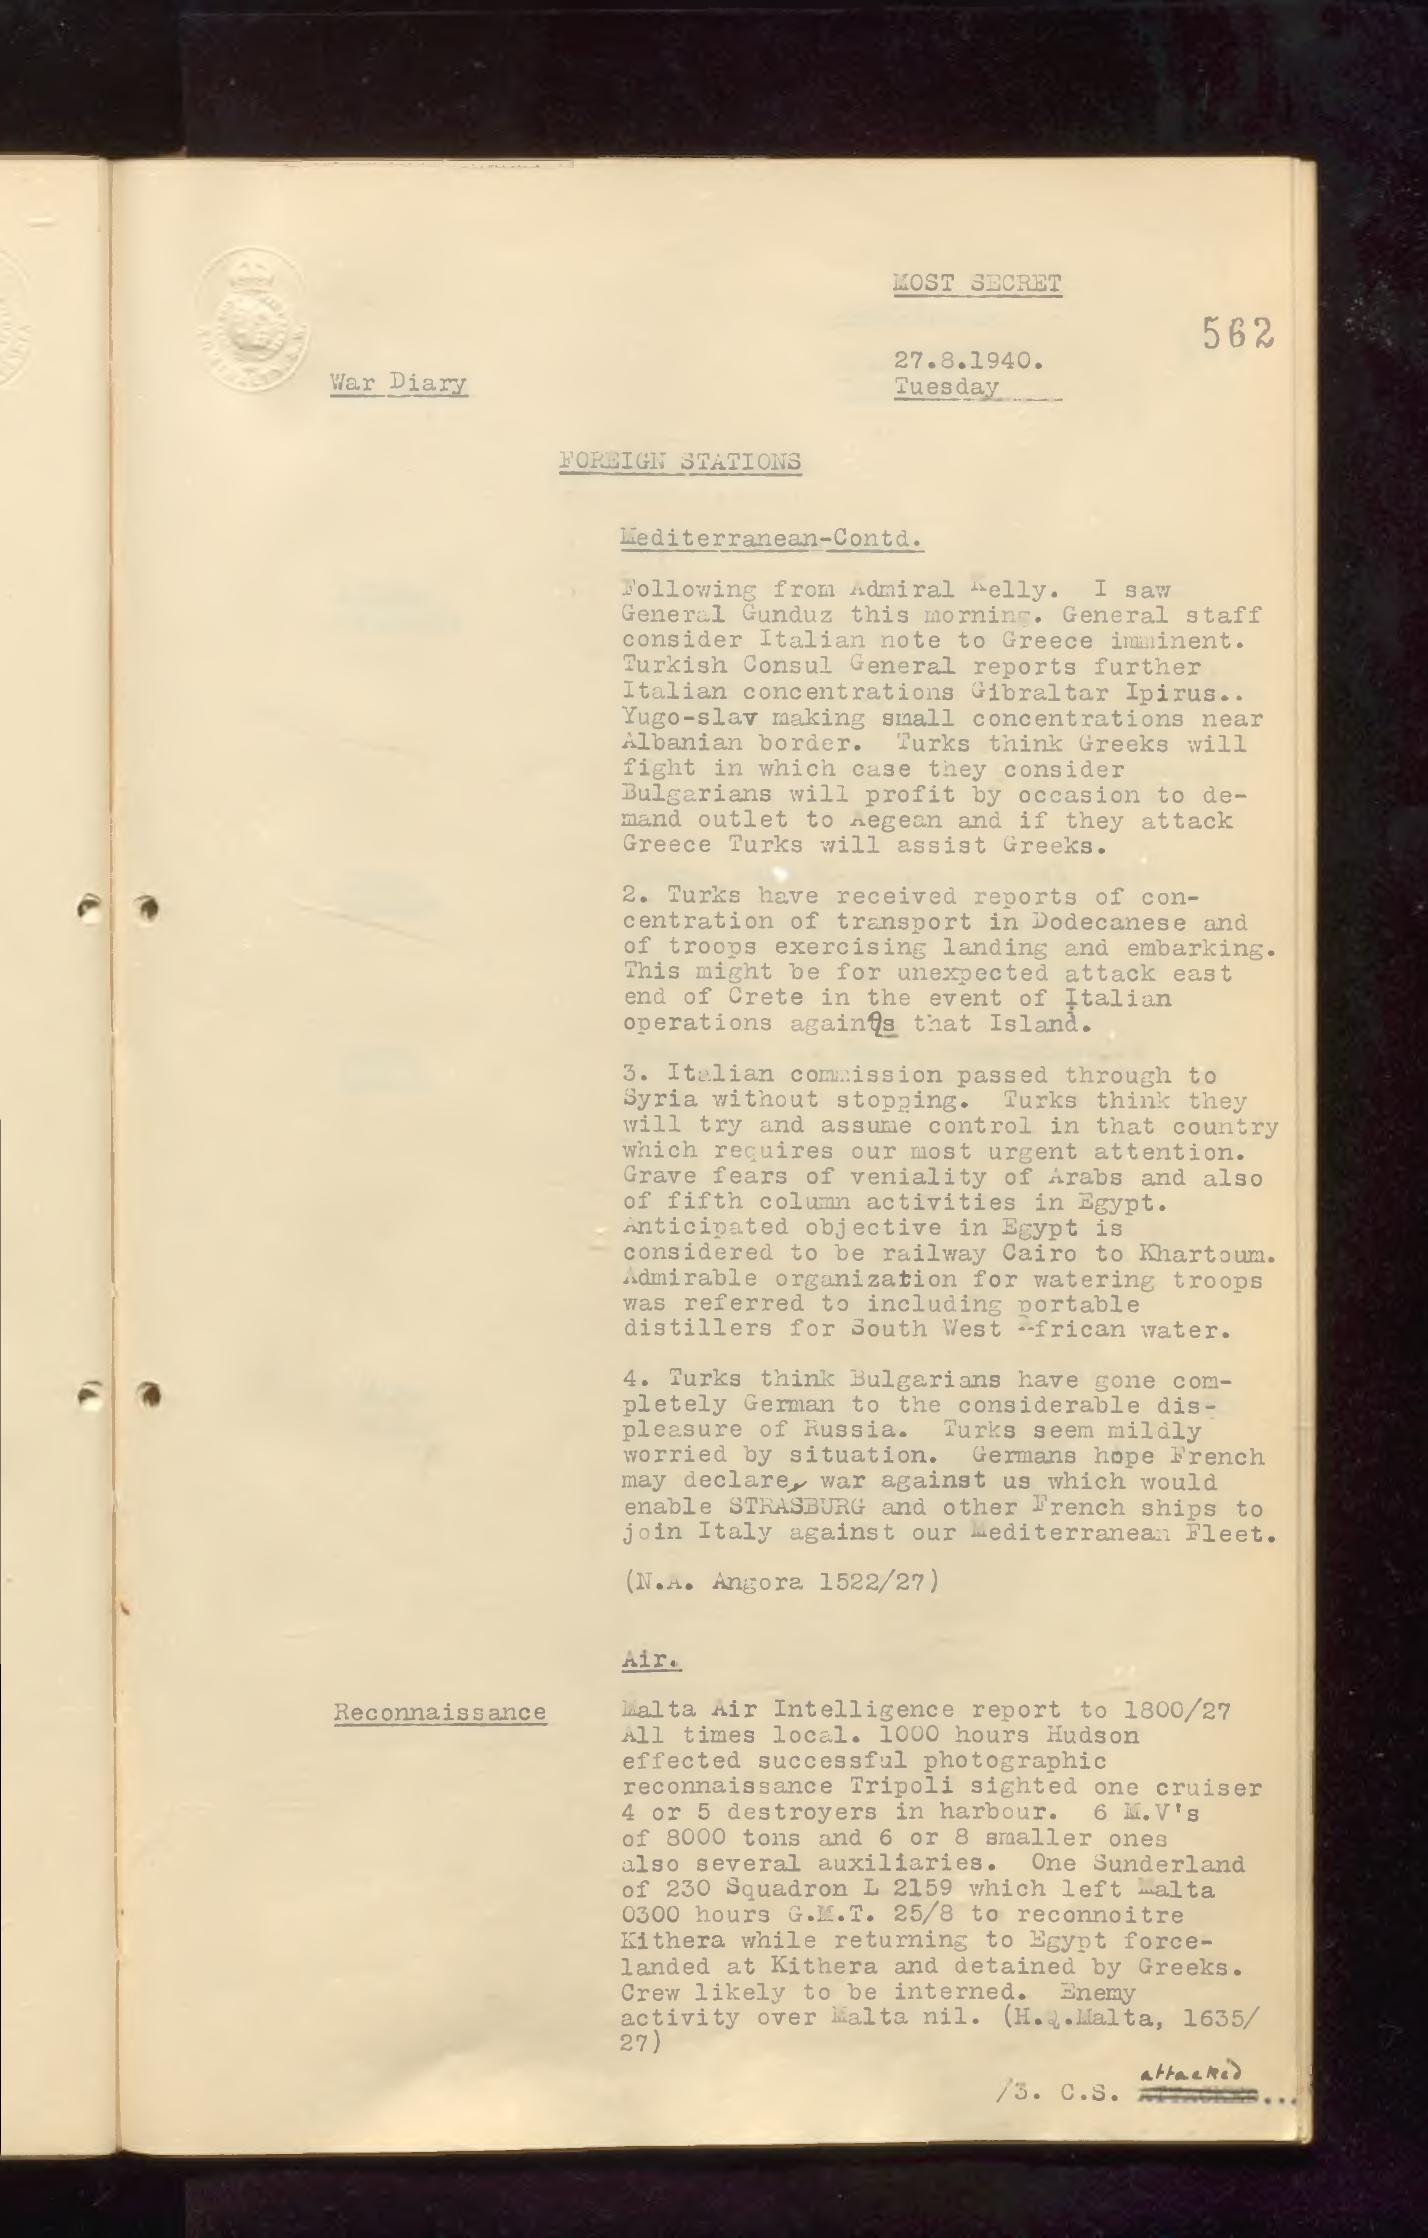 MOST SECRET
562
27.8.1940.
War Diary
Tuesday
FOREIGN STATIONS
Mediterranean-Contd.
Following from Admiral Kelly. I saw
General Gunduz this morning. General staff
consider Italian note to Greece imminent.
Turkish Consul General reports further
Italian concentrations Gibraltar Ipirus..
Yugo-slav making small concentrations near
Albanian border. Turks think Greeks will
fight in which case they consider
Bulgarians will profit by occasion to de-
mand outlet to Aegean and if they attack
Greece Turks will assist Greeks.
2. Turks have received reports of con-
centration of transport in Dodecanese and
of troops exercising landing and embarking.
This might be for unexpected attack east
end of Crete in the event of Italian
operations agains that Island.
3. Italian commission passed through to
Syria without stopping. Turks think they
will try and assume control in that country
which requires our most urgent attention.
Grave fears of veniality of Arabs and also
of fifth column activities in Egypt.
Anticipated objective in Egypt is
considered to be railway Cairo to Khartoum.
Admirable organization for watering troops
was referred to including portable
distillers for South West African water.
4. Turks think Bulgarians have gone com-
pletely German to the considerable dis-
pleasure of Russia. Turks seem mildly
worried by situation. Germans hope French
may declare war against us which would
enable STRASBURG and other French ships to
join Italy against our Mediterranean Fleet.
(N.A. Angora 1522/27)
Air.
Reconnaissance
Malta Air Intelligence report to 1800/27
All times local. 1000 hours Hudson
effected successful photographic
reconnaissance Tripoli sighted one cruiser
4 or 5 destroyers in harbour. 6 M.V's
of 8000 tons and 6 or 8 smaller ones
also several auxiliaries. One Sunderland
of 230 Squadron L 2159 which left Malta
0300 hours G.M.T. 25/8 to reconnoitre
Kithera while returning to Egypt force-
landed at Kithera and detained by Greeks.
Crew likely to be interned. Enemy
activity over Malta nil. (H.Q.Malta, 1635/
27)
attacked
/3. C.S. ATTACKED...